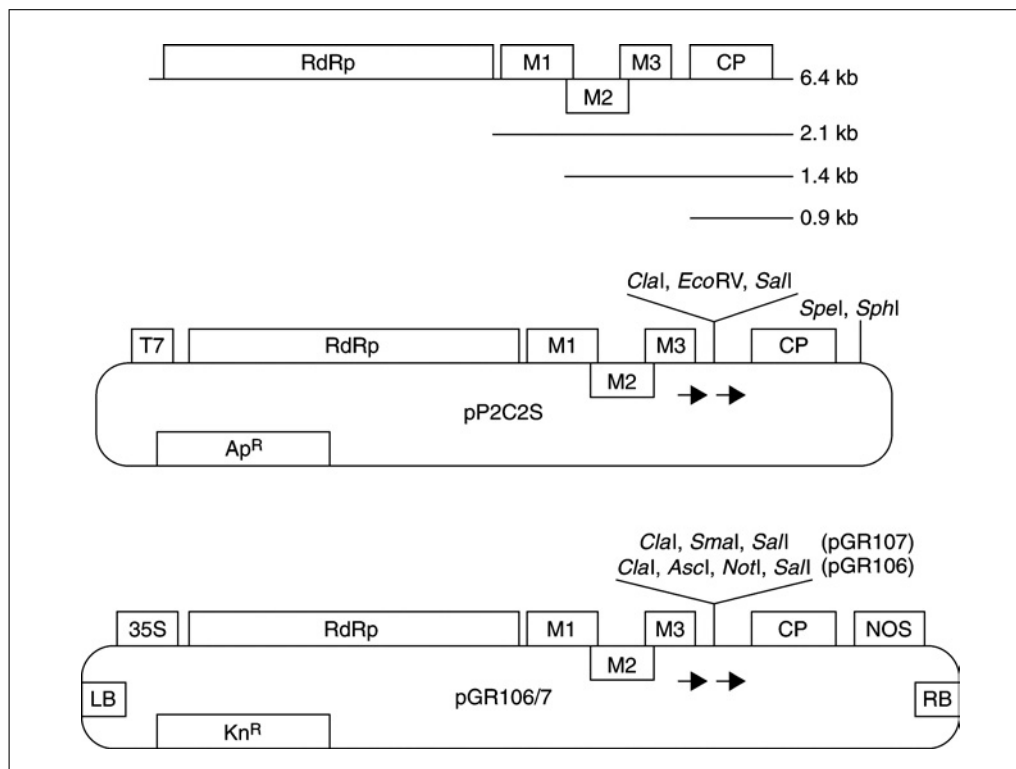 RdRp M1 M3 CP
6.4 kb
M2
2.1 kb
1.4 kb
0.9 kb
ClaI, EcoRV, SalI
SpeI, SphI
T7 RdRp M1 M3 CP
M2
pP2C2S
ApR
ClaI, SmaI, SalI (pGR107)
ClaI, AscI, NotI, SalI (pGR106)
35S RdRp M1 M3 CP NOS
M2
LB pGR106/7 RB
KnR